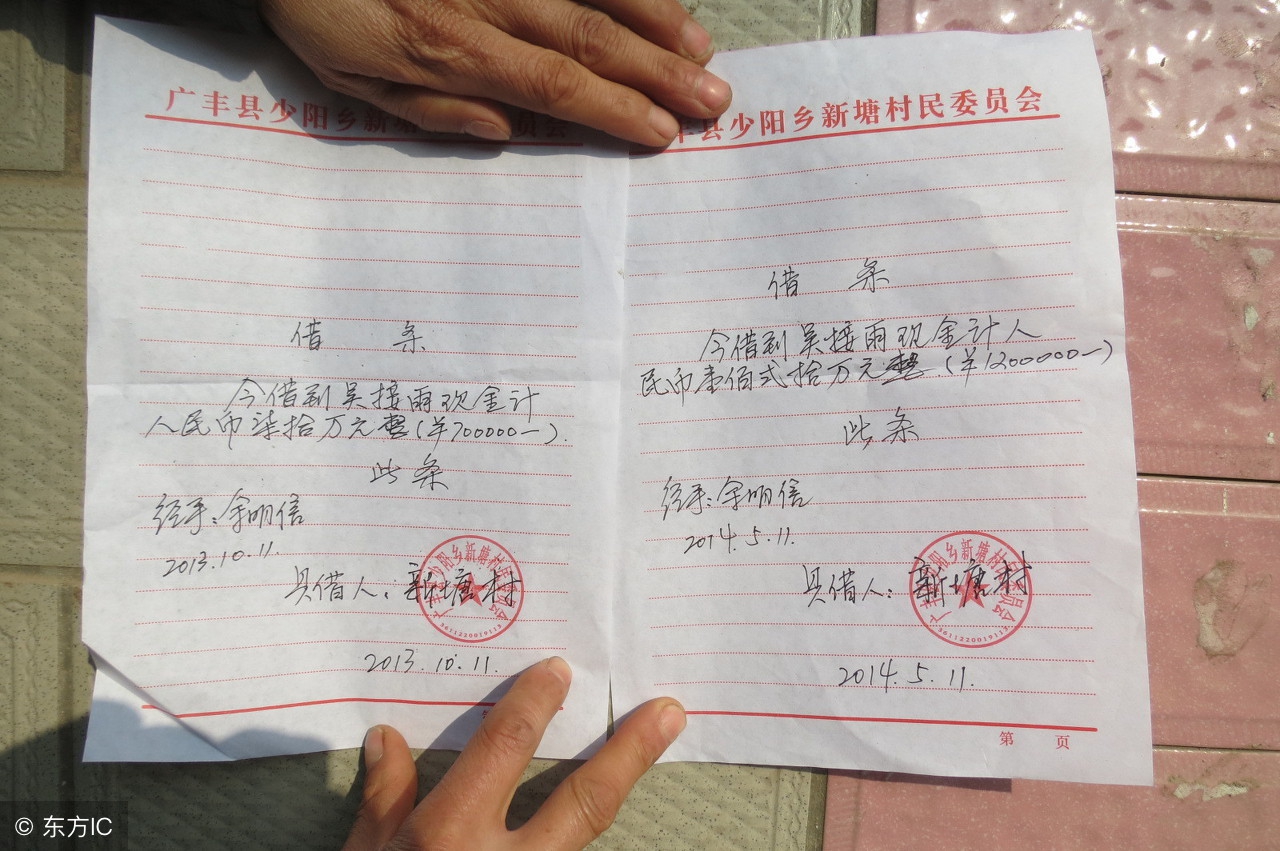 广丰县少阳乡新塘 员会
借 条
今借到吴接雨现金计
人民币柒拾万元整(¥700000—).
此条
经手:余明信
2013.10.11.
具借人:新塘村
2013.10.11.
丰县少阳乡新塘村民委员会
借 条
今借到吴接雨现金计人
民币壹佰弍拾万元整.(¥1200000—)
此条
经手:余明信
2014.5.11.
具借人:新塘村
2014.5.11.
第 页
© 东方IC